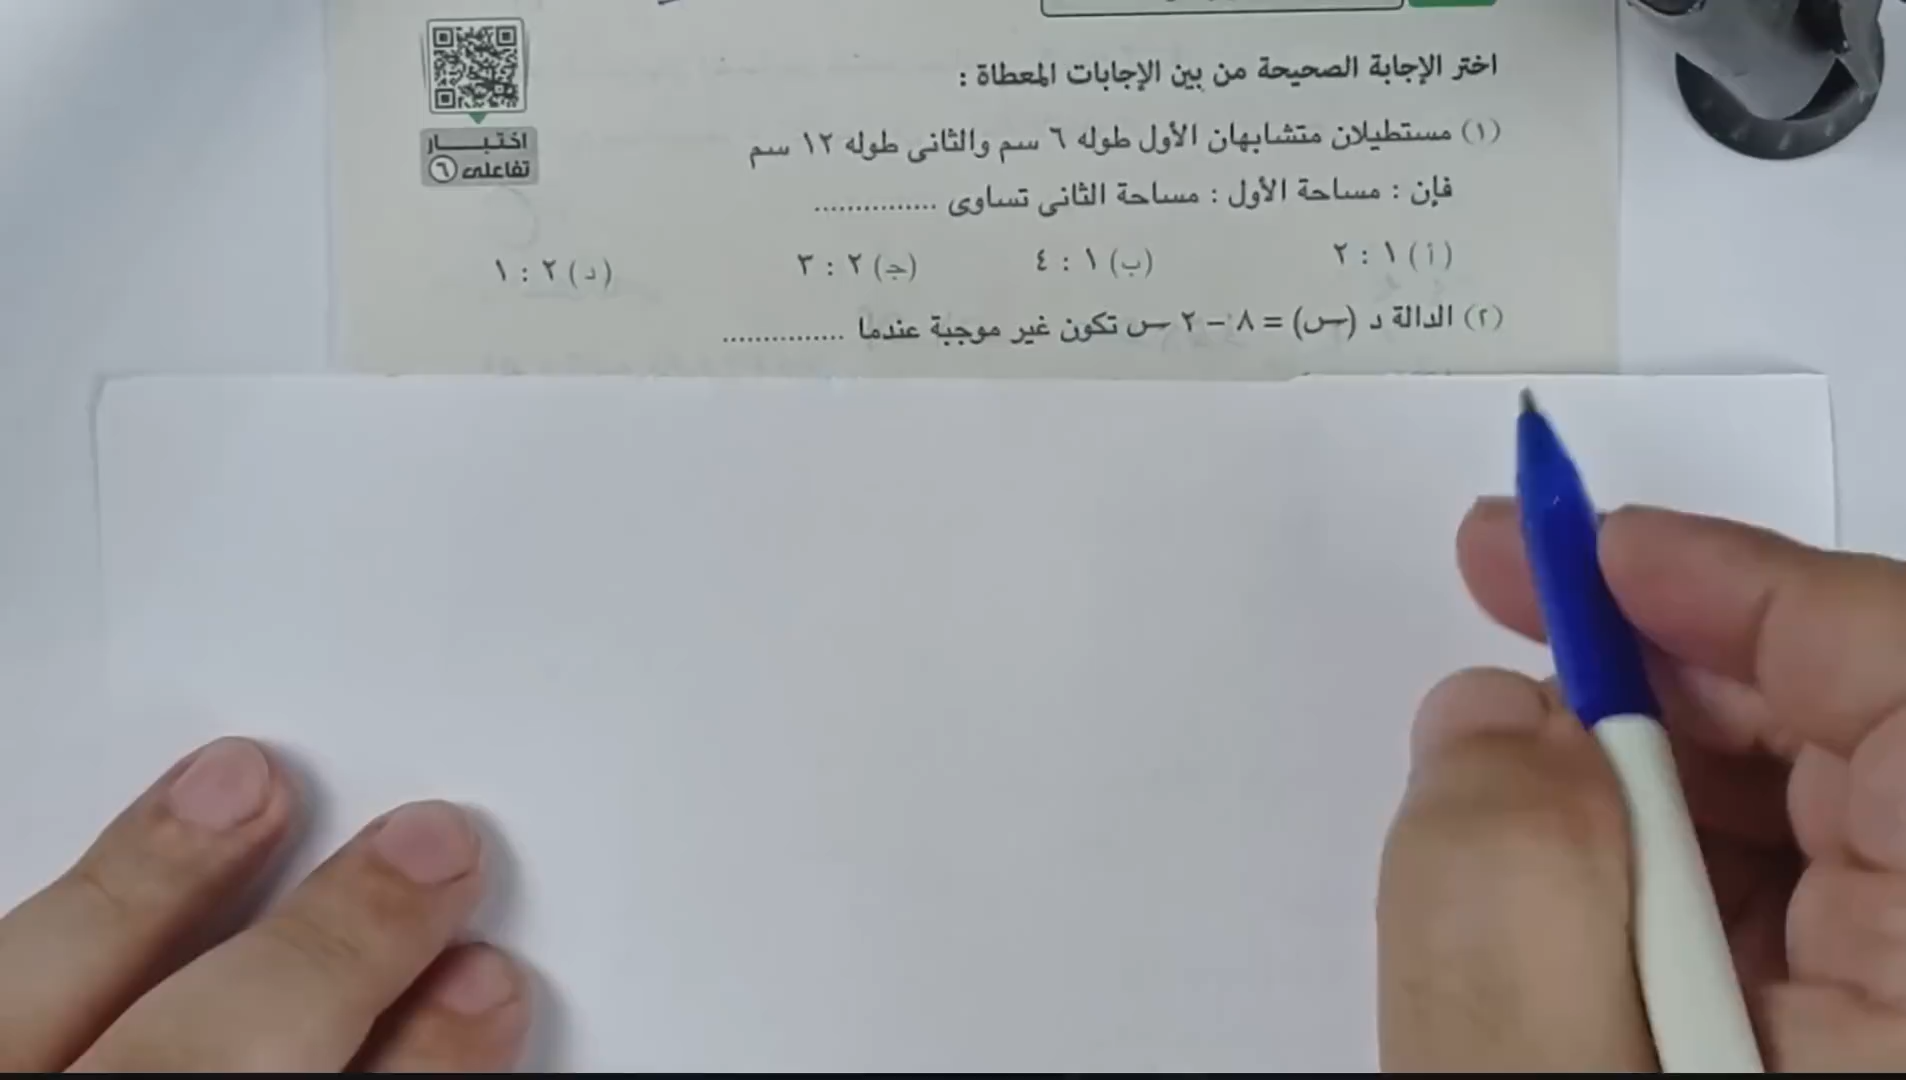 اختر الإجابة الصحيحة من بين الإجابات المعطاة :
اختبـــار
تفاعلى ٦
(١) مستطيلان متشابهان الأول طوله ٦ سم والثانى طوله ١٢ سم
فإن : مساحة الأول : مساحة الثانى تساوى ...............
(أ) ١ : ٢ (ب) ١ : ٤ (جـ) ٢ : ٣ (د) ٢ : ١
(٢) الدالة د (س) = ٨ − ٢ س تكون غير موجبة عندما ...............